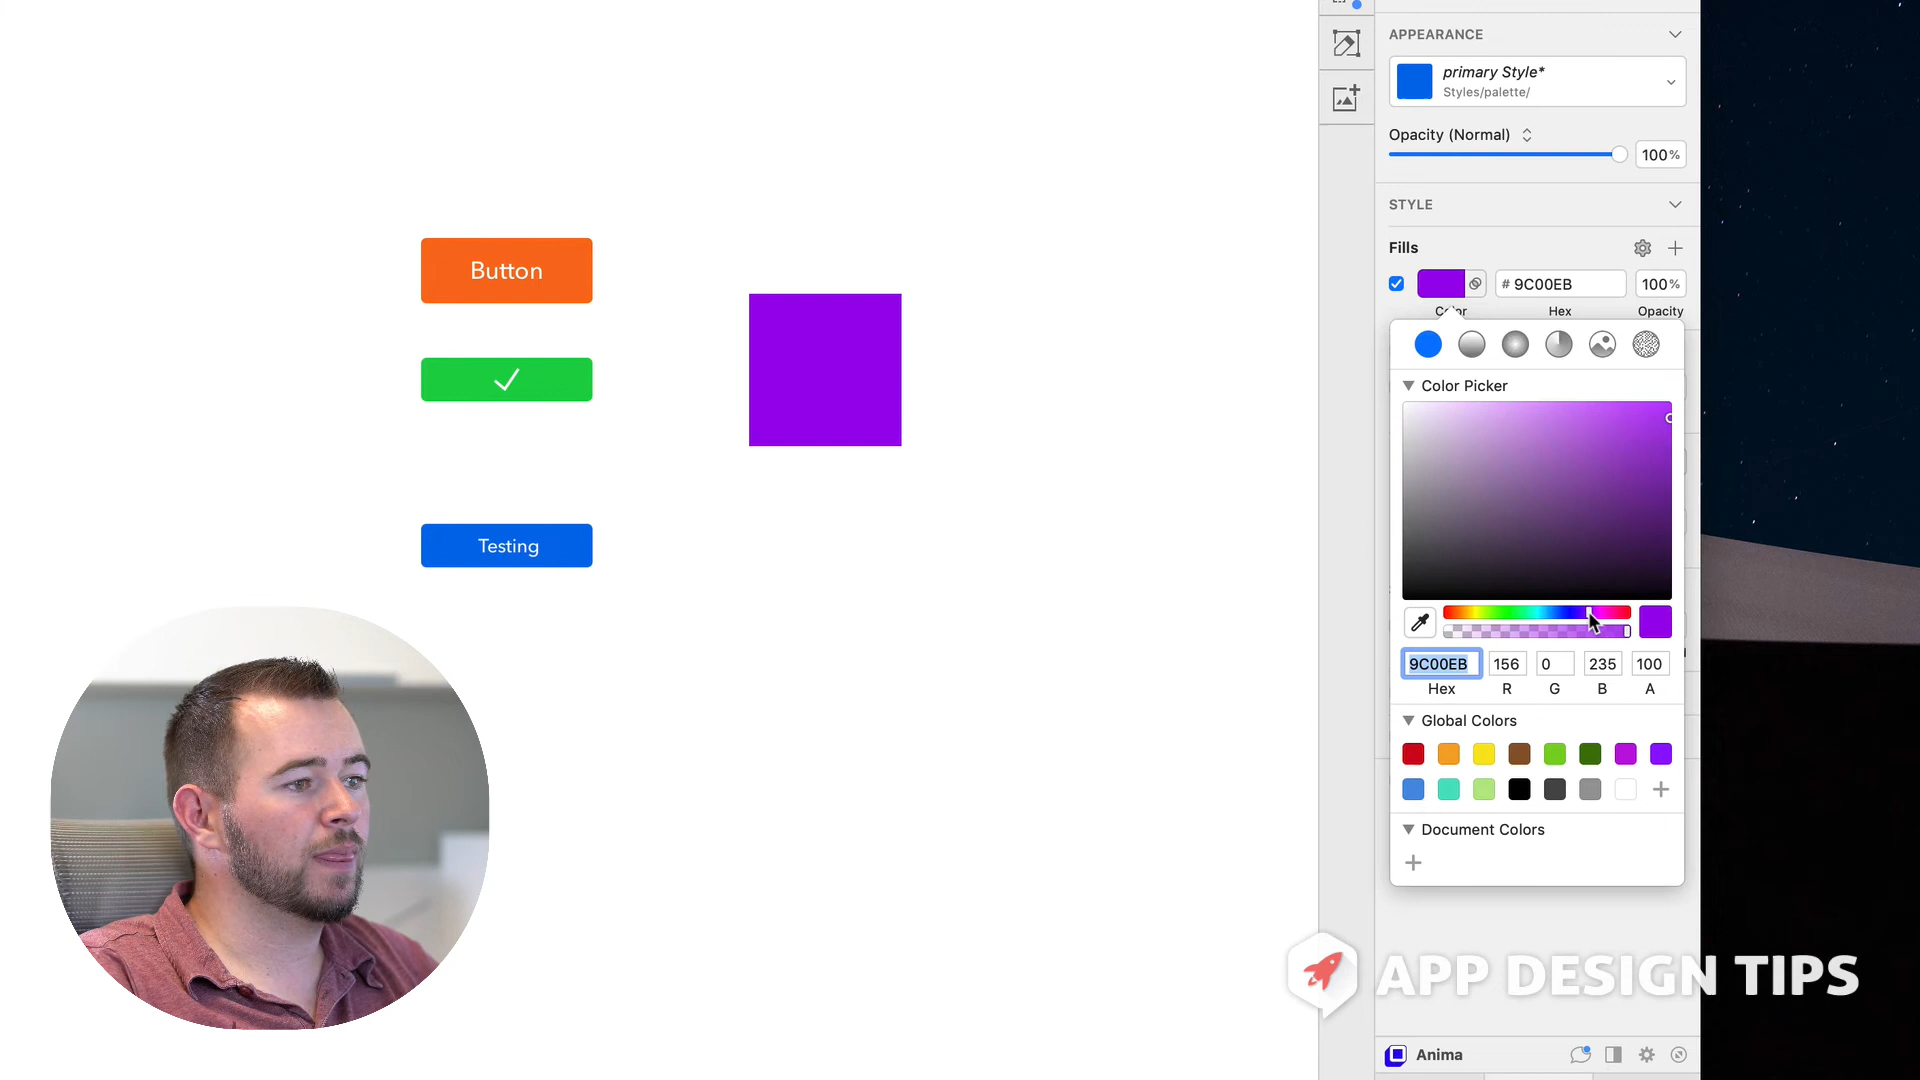 APPEARANCE
primary Style*
Styles/palette/
Opacity (Normal)
100%
STYLE
Fills
# 9C00EB
100%
Color
Hex
Opacity
Color Picker
9C00EB
156
0
235
100
Hex
R
G
B
A
Global Colors
Document Colors
Button
Testing
APP DESIGN TIPS
Anima